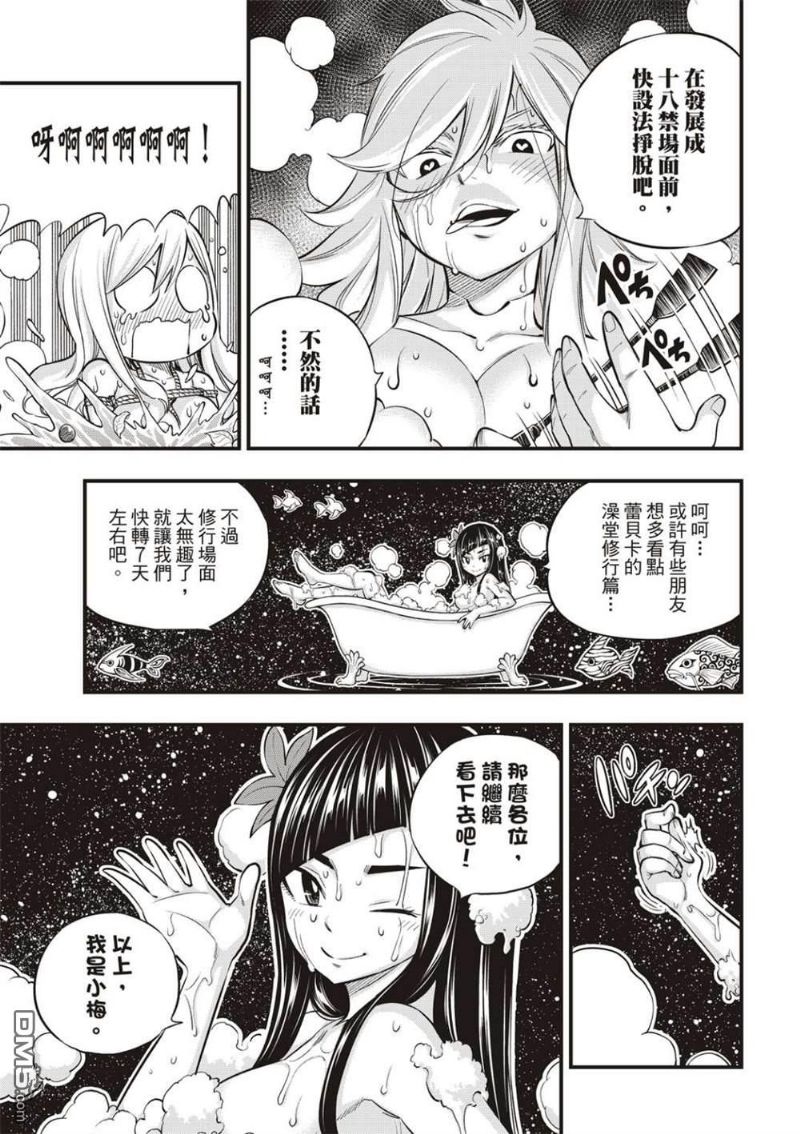 在發展成
十八禁場面前，
快設法掙脫吧。
ぺち
ぺち
不然的話
……
呵呵呵…
呀啊啊啊啊啊！
呵呵…
或許有些朋友
想多看點
蕾貝卡的
澡堂修行篇…
不過
修行場面
太無趣了，
就讓我們
快轉7天
左右吧。
パチン
那麼各位，
請繼續
看下去吧！
以上，
我是小梅。
DM5.com